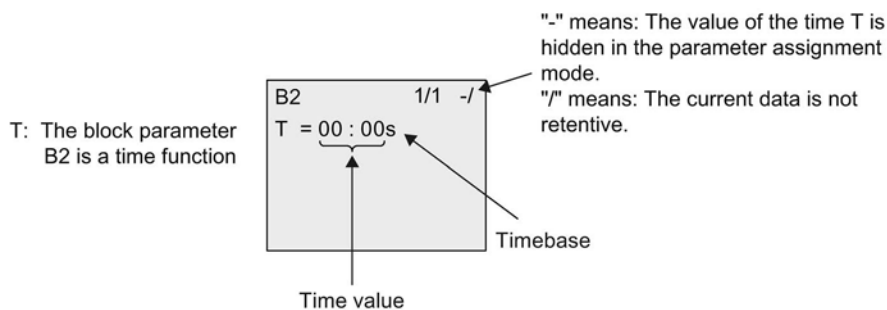 "-" means: The value of the time T is
hidden in the parameter assignment
mode.
"/" means: The current data is not
retentive.
B2 1/1 -/
T = 00 : 00s
T: The block parameter
B2 is a time function
Timebase
Time value